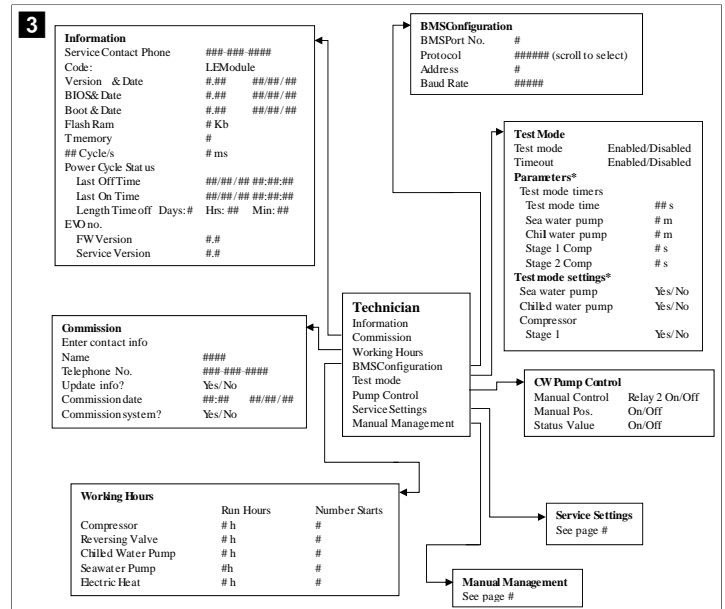 3
Information
Service Contact Phone ###-###-####
Code: LEModule
Version & Date #.## ##/##/##
BIOS& Date #.## ##/##/##
Boot & Date #.## ##/##/##
Flash Ram # Kb
Tmemory #
## Cycle/s # ms
Power Cycle Status
Last Off Time ##/##/## ##:##:##
Last On Time ##/##/## ##:##:##
Length Time off Days: # Hrs: ## Min: ##
EVO no.
FW Version #.#
Service Version #.#
BMSConfiguration
BMSPort No. #
Protocol ###### (scroll to select)
Address #
Baud Rate #####
Test Mode
Test mode Enabled/Disabled
Timeout Enabled/Disabled
Parameters*
Test mode timers
Test mode time ## s
Sea water pump # m
Chil water pump # m
Stage 1 Comp # s
Stage 2 Comp # s
Test mode settings*
Sea water pump Yes/No
Chilled water pump Yes/No
Compressor
Stage 1 Yes/No
Technician
Information
Commission
Working Hours
BMSConfiguration
Test mode
Pump Control
Service Settings
Manual Management
Commission
Enter contact info
Name ####
Telephone No. ###-###-####
Update info? Yes/No
Commission date ##:## ##/##/##
Commission system? Yes/No
CW Pump Control
Manual Control Relay 2 On/Off
Manual Pos. On/Off
Status Value On/Off
Working Hours
Run Hours Number Starts
Compressor # h #
Reversing Valve # h #
Chilled Water Pump # h #
Seawater Pump #h #
Electric Heat # h #
Service Settings
See page #
Manual Management
See page #